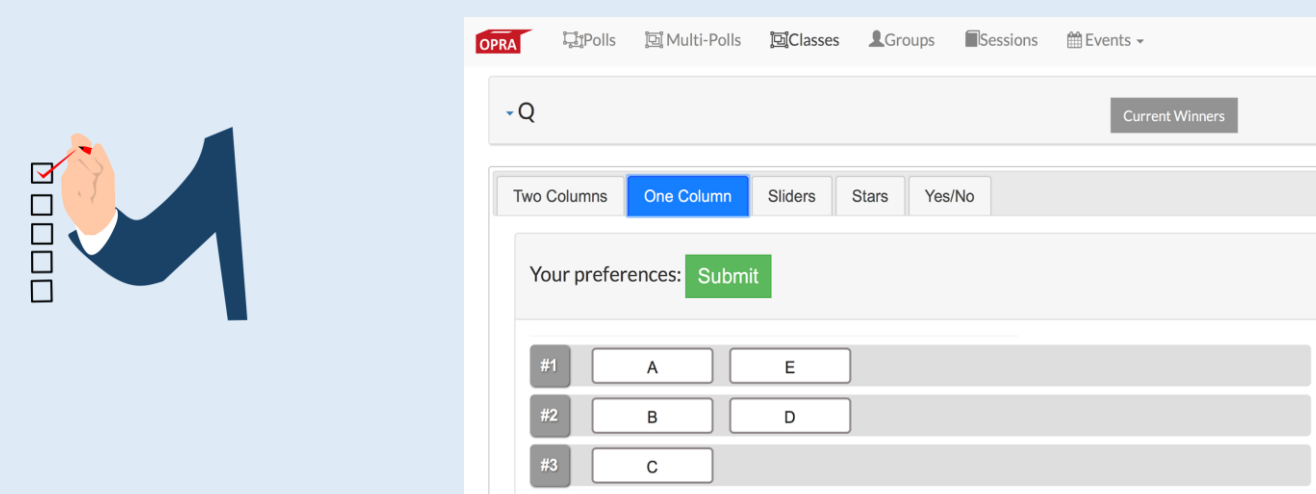 OPRA Polls Multi-Polls Classes Groups Sessions Events
Q Current Winners
Two Columns One Column Sliders Stars Yes/No
Your preferences: Submit
#1 A E
#2 B D
#3 C